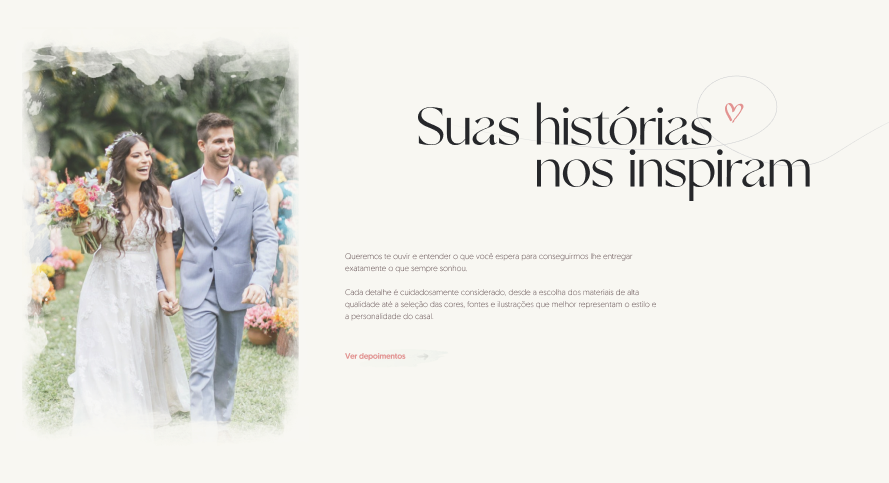 Suas histórias
nos inspiram
Queremos te ouvir e entender o que você espera para conseguirmos lhe entregar
exatamente o que sempre sonhou.
Cada detalhe é cuidadosamente considerado, desde a escolha dos materiais de alta
qualidade até a seleção das cores, fontes e ilustrações que melhor representam o estilo e
a personalidade do casal.
Ver depoimentos